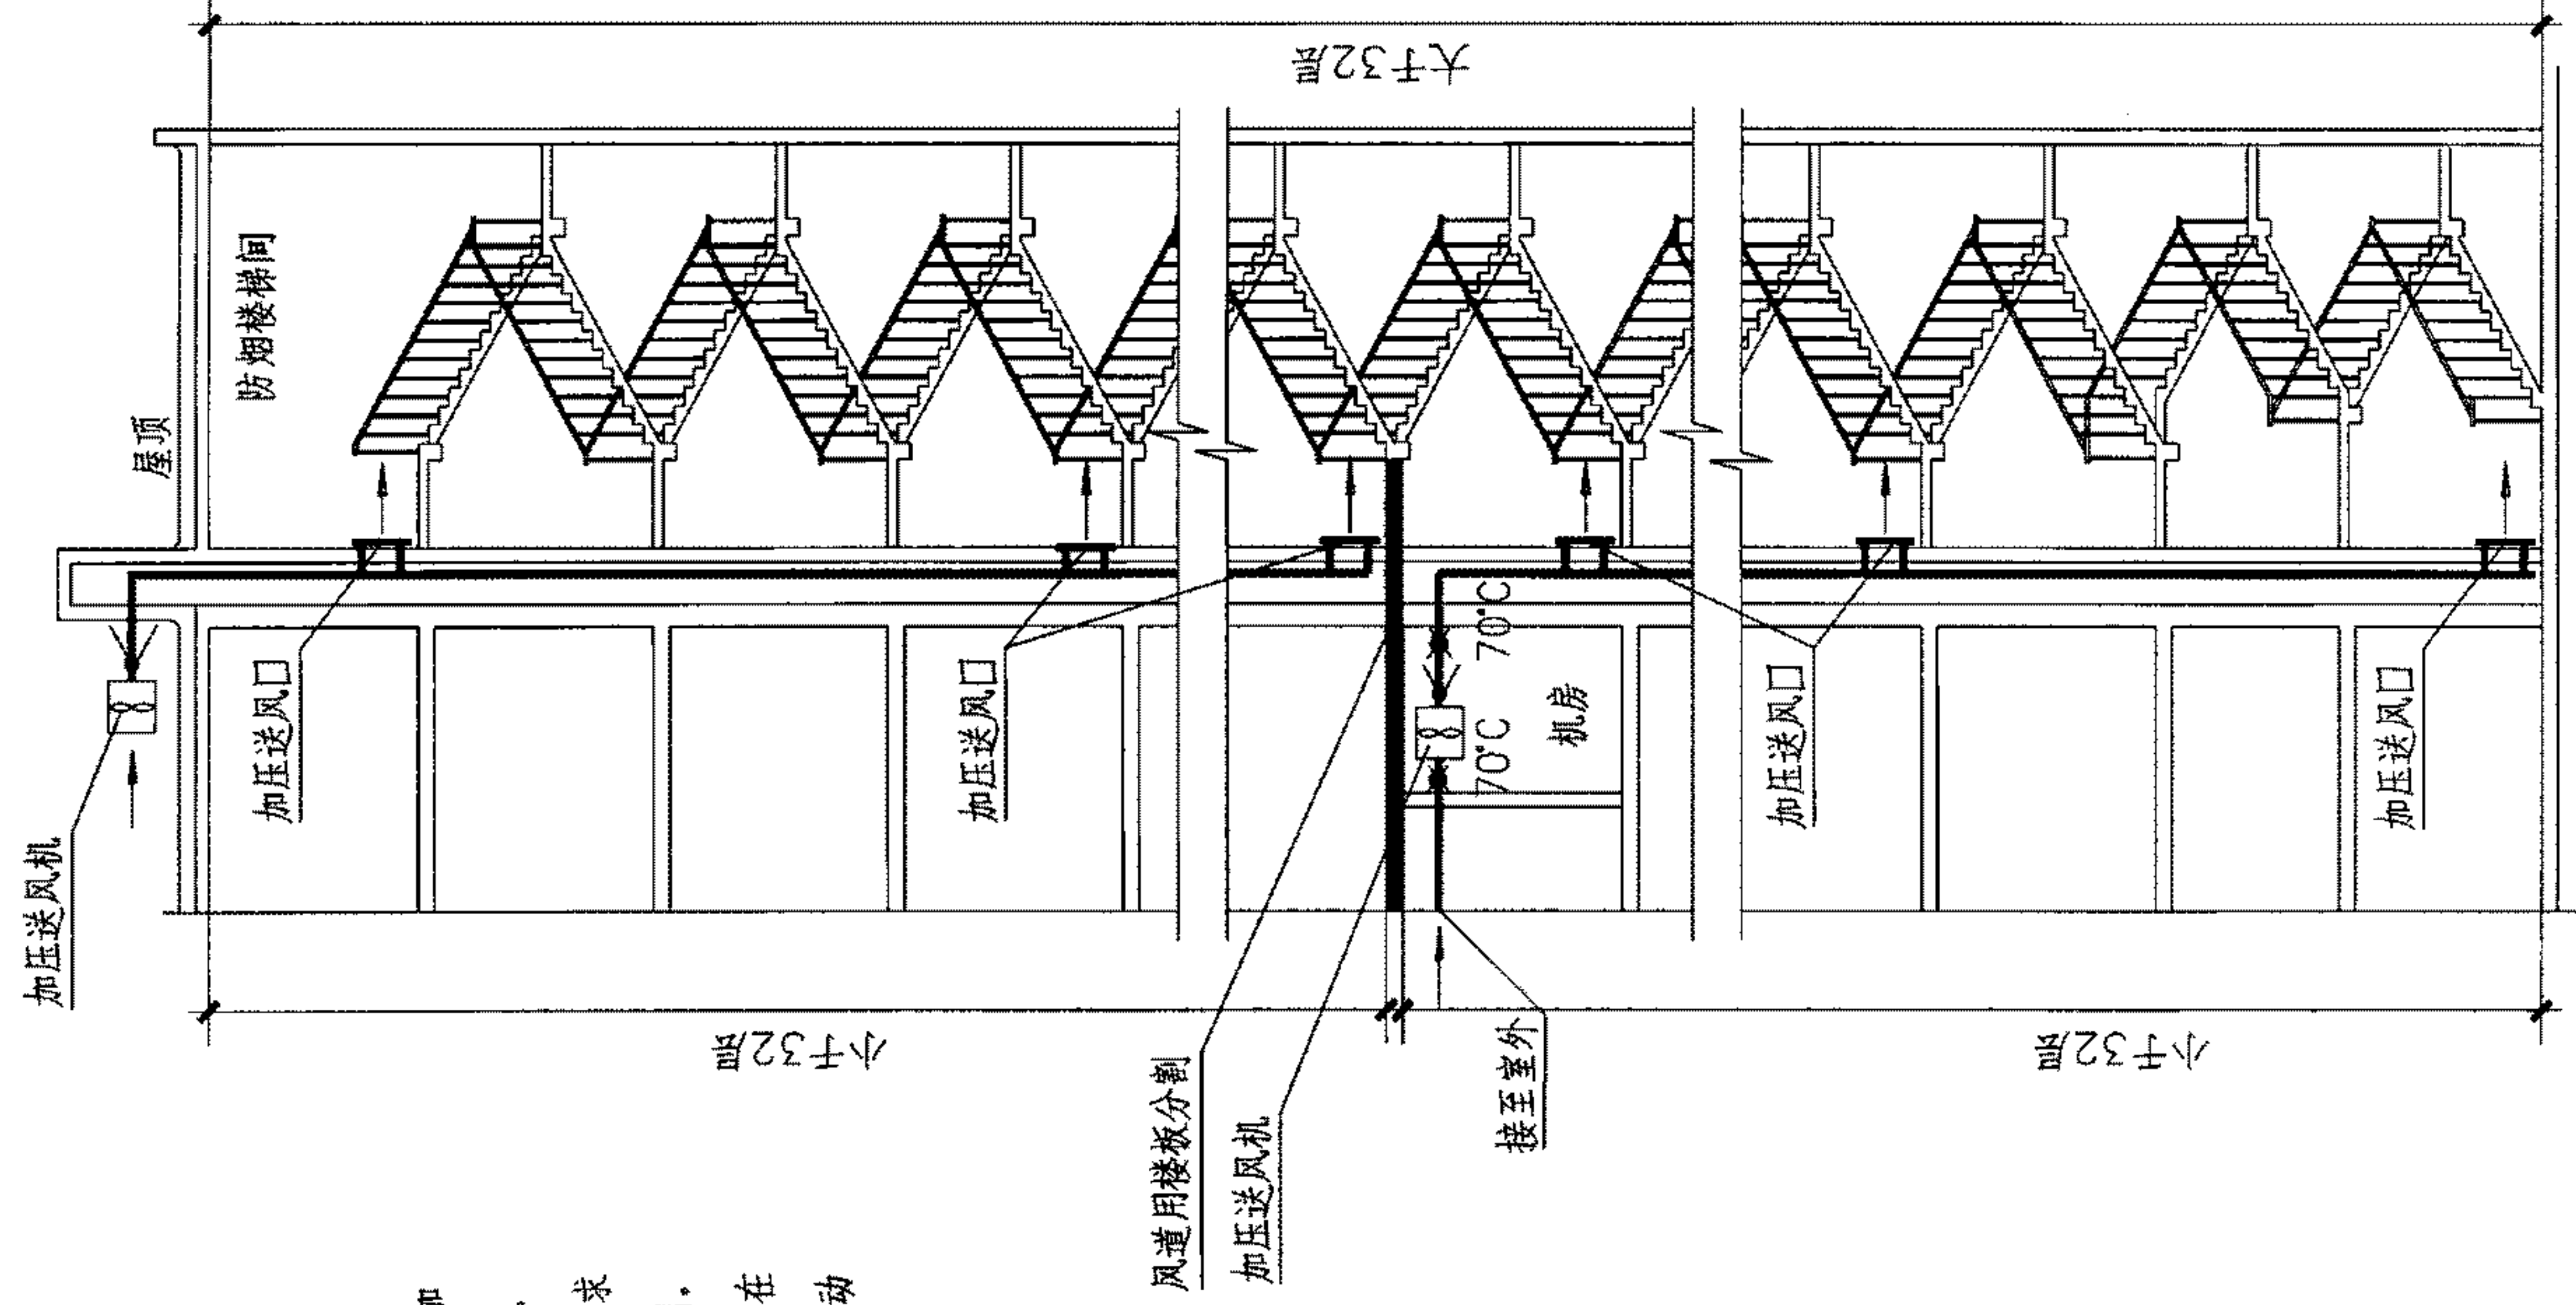 大于32层
屋顶
防烟楼梯间
加压送风机
加压送风口
加压送风口
小于32层
风道用楼板分割
加压送风机
70°C
70°C
机房
接至室外
加压送风口
加压送风口
小于32层
求
。
在
动